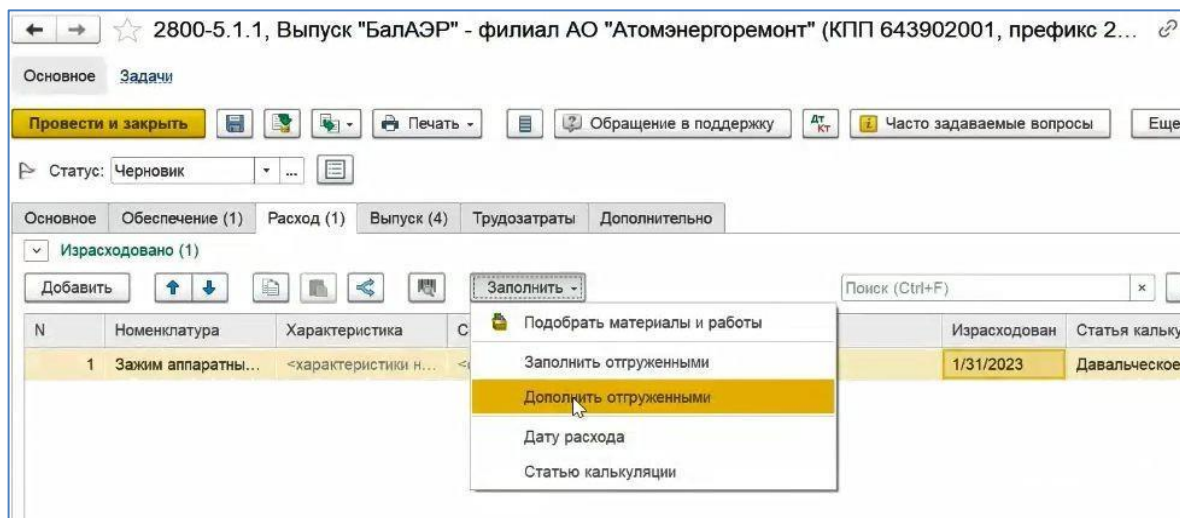 2800-5.1.1, Выпуск "БалАЭР" - филиал АО "Атомэнергоремонт" (КПП 643902001, префикс 2...
Основное Задачи
Провести и закрыть Печать Обращение в поддержку Дт Кт Часто задаваемые вопросы Еще
Статус: Черновик ...
Основное Обеспечение (1) Расход (1) Выпуск (4) Трудозатраты Дополнительно
Израсходовано (1)
Добавить Заполнить Поиск (Ctrl+F) ×
N Номенклатура Характеристика С Израсходован Статья кальку
1 Зажим аппаратны... <характеристики н... 1/31/2023 Давальческое
Подобрать материалы и работы
Заполнить отгруженными
Дополнить отгруженными
Дату расхода
Статью калькуляции